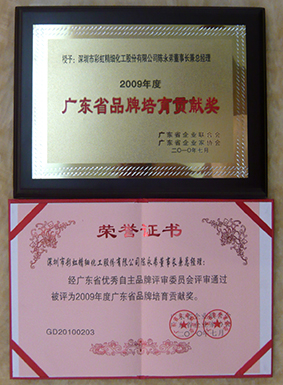 授予:深圳市彩虹精细化工股份有限公司陈永弟董事长兼总经理
2009年度
广东省品牌培育贡献奖
广东省企业联合会
广东省企业家协会
二〇一〇年七月
荣誉证书
深圳市彩虹精细化工股份有限公司陈永弟董事长兼总经理:
经广东省优秀自主品牌评审委员会评审通过
被评为2009年度广东省品牌培育贡献奖。
GD20100203